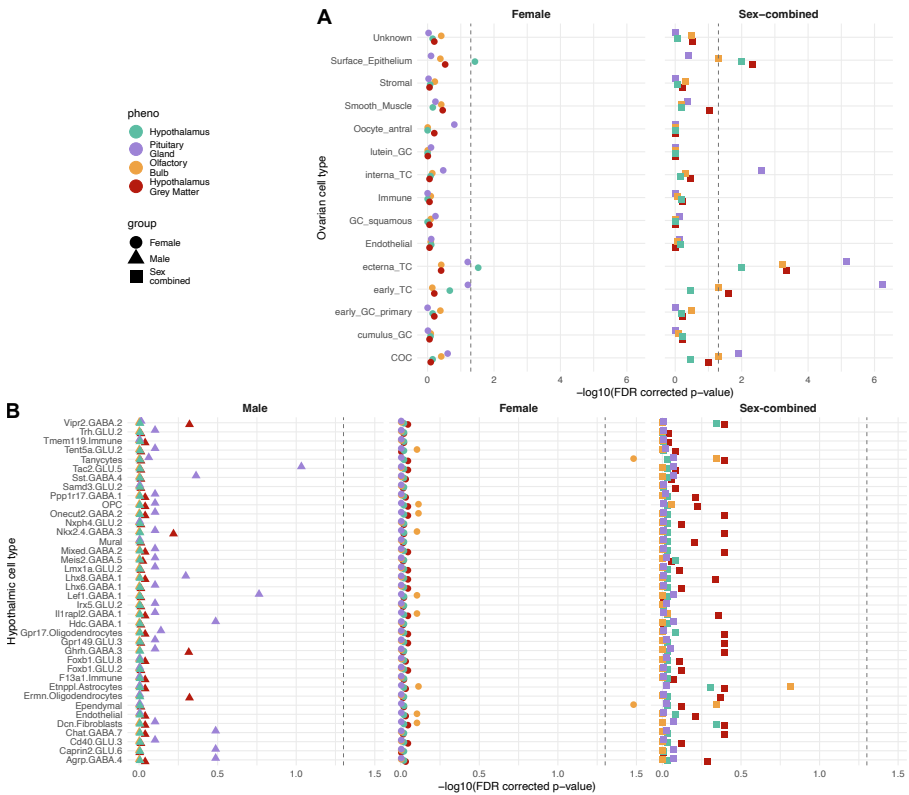 A
Female
Sex−combined
Ovarian cell type
Unknown
Surface_Epithelium
Stromal
Smooth_Muscle
Oocyte_antral
lutein_GC
interna_TC
Immune
GC_squamous
Endothelial
ecterna_TC
early_TC
early_GC_primary
cumulus_GC
COC
0 2 4 6 0 2 4 6
−log10(FDR corrected p−value)
pheno
Hypothalamus
Pituitary
Gland
Olfactory
Bulb
Hypothalamus
Grey Matter
group
Female
Male
Sex
combined
B
Male
Female
Sex−combined
Hypothalmic cell type
Vipr2.GABA.2
Trh.GLU.2
Tmem119.Immune
Tent5a.GLU.2
Tanycytes
Tac2.GLU.5
Sst.GABA.4
Samd3.GLU.2
Ppp1r17.GABA.1
OPC
Onecut2.GABA.2
Nxph4.GLU.2
Nkx2.4.GABA.3
Mural
Mixed.GABA.2
Meis2.GABA.5
Lmx1a.GLU.2
Lhx8.GABA.1
Lhx6.GABA.1
Lef1.GABA.1
Irx5.GLU.2
Il1rapl2.GABA.1
Hdc.GABA.1
Gpr17.Oligodendrocytes
Gpr149.GLU.3
Ghrh.GABA.3
Foxb1.GLU.8
Foxb1.GLU.2
F13a1.Immune
Etnppl.Astrocytes
Ermn.Oligodendrocytes
Ependymal
Endothelial
Dcn.Fibroblasts
Chat.GABA.7
Cd40.GLU.3
Caprin2.GLU.6
Agrp.GABA.4
0.0 0.5 1.0 1.5 0.0 0.5 1.0 1.5 0.0 0.5 1.0 1.5
−log10(FDR corrected p−value)